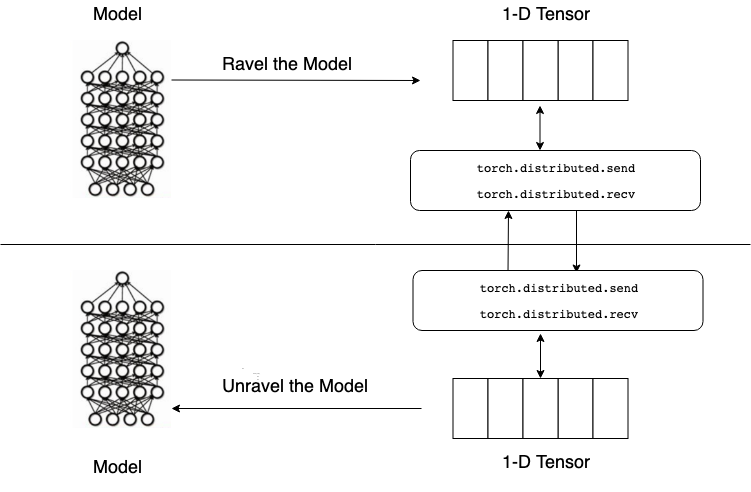 Model
1-D Tensor
Ravel the Model
torch.distributed.send
torch.distributed.recv
torch.distributed.send
torch.distributed.recv
Unravel the Model
Model
1-D Tensor